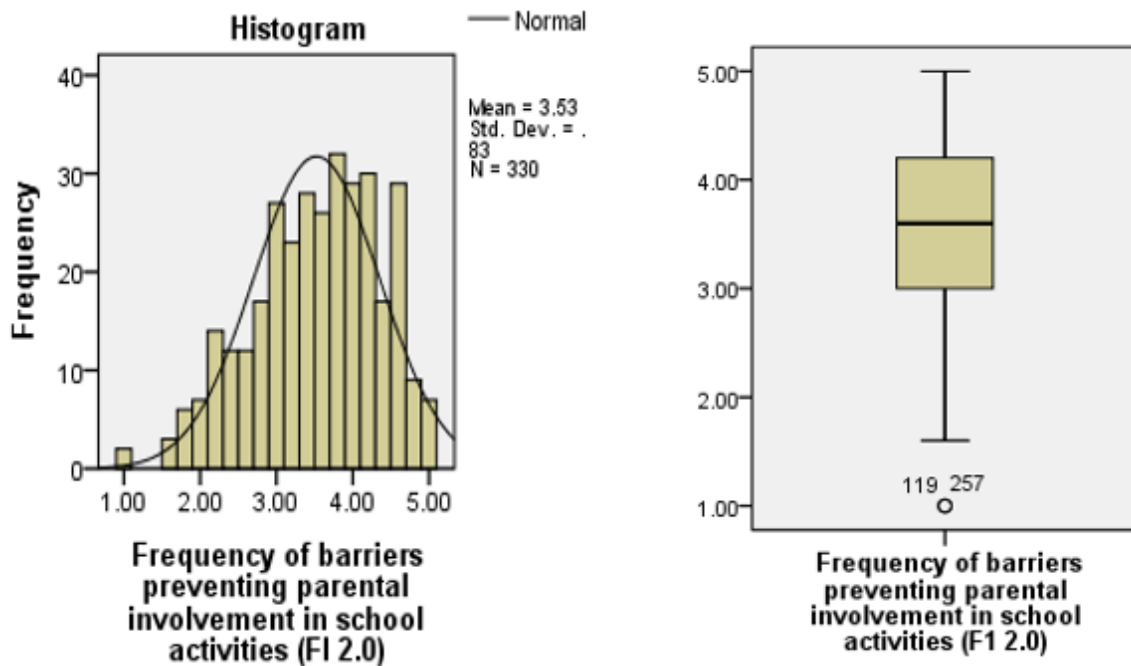 Histogram
Normal
Mean = 3.53
Std. Dev. = .
83
N = 330
Frequency
40
30
20
10
0
1.00 2.00 3.00 4.00 5.00
Frequency of barriers
preventing parental
involvement in school
activities (FI 2.0)
5.00
4.00
3.00
2.00
1.00
119 257
Frequency of barriers
preventing parental
involvement in school
activities (F1 2.0)